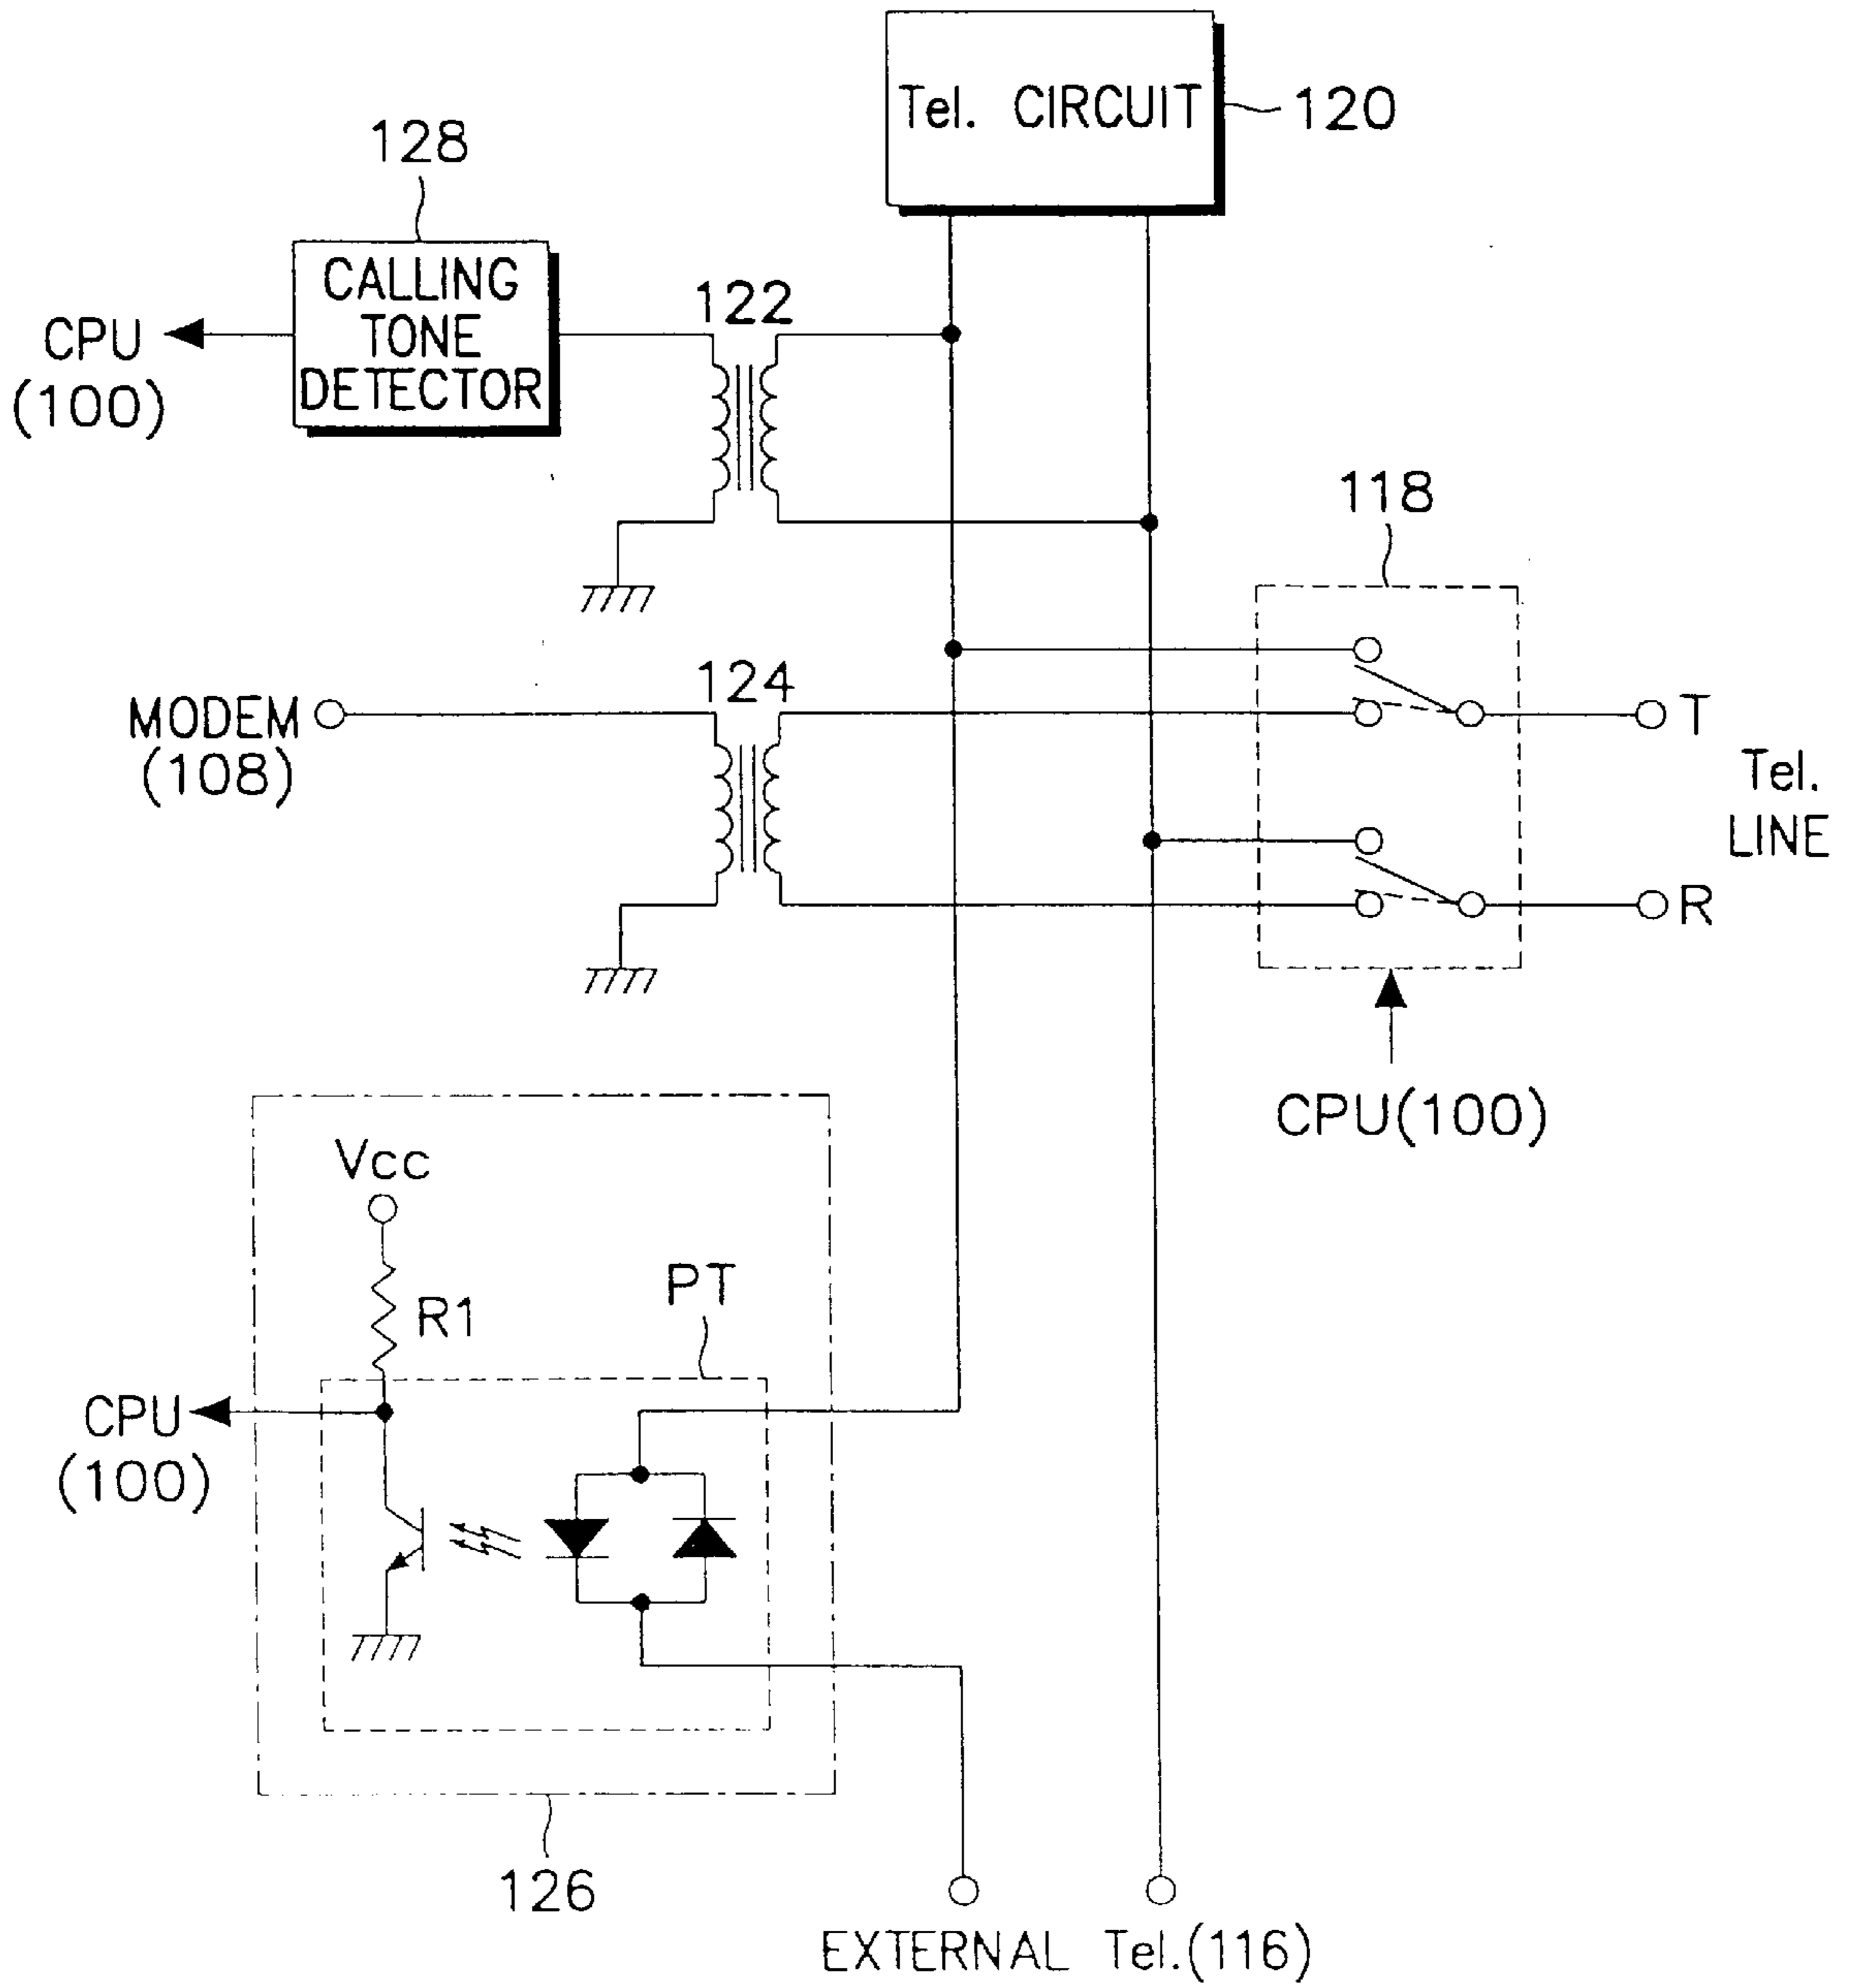 Tel. CIRCUIT
120
128
CALLING
TONE
DETECTOR
CPU
(100)
122
118
124
MODEM
(108)
T
Tel.
LINE
R
CPU(100)
Vcc
R1
PT
CPU
(100)
126
EXTERNAL Tel.(116)